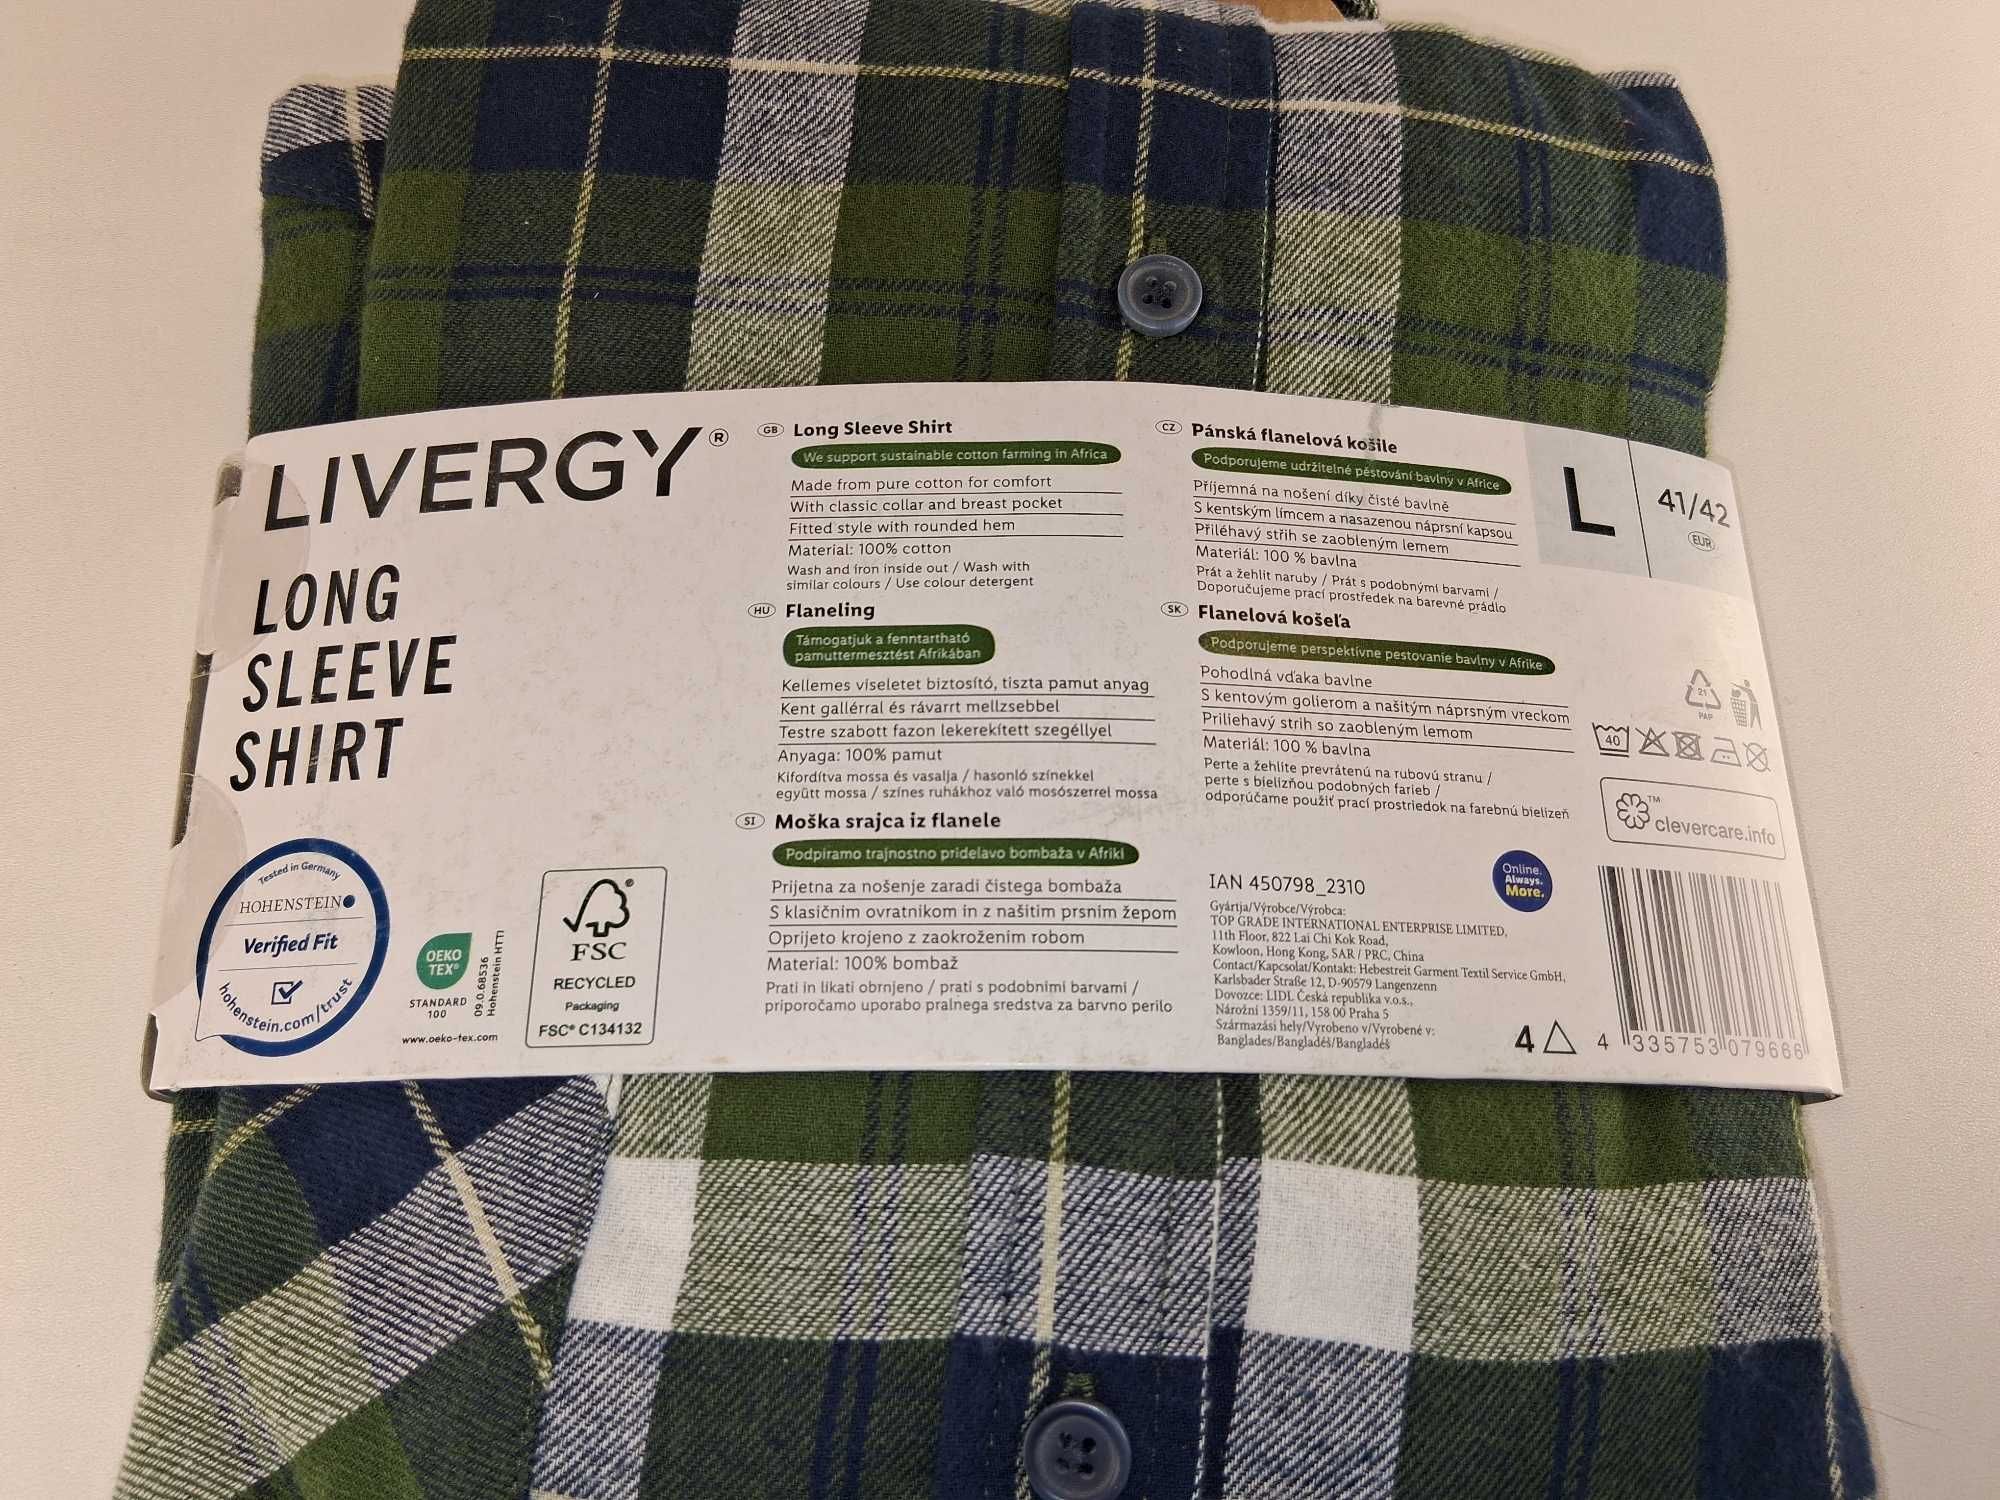 LIVERGY®
LONG
SLEEVE
SHIRT
Tested in Germany
HOHENSTEIN
Verified Fit
hohenstein.com/trust
OEKO
TEX®
STANDARD
100
09.0.68536
Hohenstein HTTI
www.oeko-tex.com
®
FSC
RECYCLED
Packaging
FSC® C134132
GB Long Sleeve Shirt
We support sustainable cotton farming in Africa
Made from pure cotton for comfort
With classic collar and breast pocket
Fitted style with rounded hem
Material: 100% cotton
Wash and iron inside out / Wash with
similar colours / Use colour detergent
HU Flaneling
Támogatjuk a fenntartható
pamuttermesztést Afrikában
Kellemes viseletet biztosító, tiszta pamut anyag
Kent gallérral és rávarrt mellzsebbel
Testre szabott fazon lekerekített szegéllyel
Anyaga: 100% pamut
Kifordítva mossa és vasalja / hasonló színekkel
együtt mossa / színes ruhákhoz való mosószerrel mossa
SI Moška srajca iz flanele
Podpiramo trajnostno pridelavo bombaža v Afriki
Prijetna za nošenje zaradi čistega bombaža
S klasičnim ovratnikom in z našitim prsnim žepom
Oprijeto krojeno z zaokroženim robom
Material: 100% bombaž
Prati in likati obrnjeno / prati s podobnimi barvami /
priporočamo uporabo pralnega sredstva za barvno perilo
CZ Pánská flanelová košile
Podporujeme udržitelné pěstování bavlny v Africe
Příjemná na nošení díky čisté bavlně
S kentským límcem a nasazenou náprsní kapsou
Přiléhavý střih se zaobleným lemem
Materiál: 100 % bavlna
Prát a žehlit naruby / Prát s podobnými barvami /
Doporučujeme prací prostředek na barevné prádlo
SK Flanelová košeľa
Podporujeme perspektívne pestovanie bavlny v Afrike
Pohodlná vďaka bavlne
S kentovým golierom a našitým náprsným vreckom
Priliehavý strih so zaobleným lemom
Materiál: 100 % bavlna
Perte a žehlite prevrátenú na rubovú stranu /
perte s bielizňou podobných farieb /
odporúčame použiť prací prostriedok na farebnú bielizeň
IAN 450798_2310
Gyártja/Výrobce/Výrobca:
TOP GRADE INTERNATIONAL ENTERPRISE LIMITED,
11th Floor, 822 Lai Chi Kok Road,
Kowloon, Hong Kong, SAR / PRC, China
Contact/Kapcsolat/Kontakt: Hebestreit Garment Textil Service GmbH,
Karlsbader Straße 12, D-90579 Langenzenn
Dovozce: LIDL Česká republika v.o.s.,
Nárožní 1359/11, 158 00 Praha 5
Származási hely/Vyrobeno v/Vyrobené v:
Banglades/Bangladéš/Bangladéš
Online.
Always.
More.
L
41/42
EUR
21
PAP
40
clevercare.info
TM
4
4 335753 079666